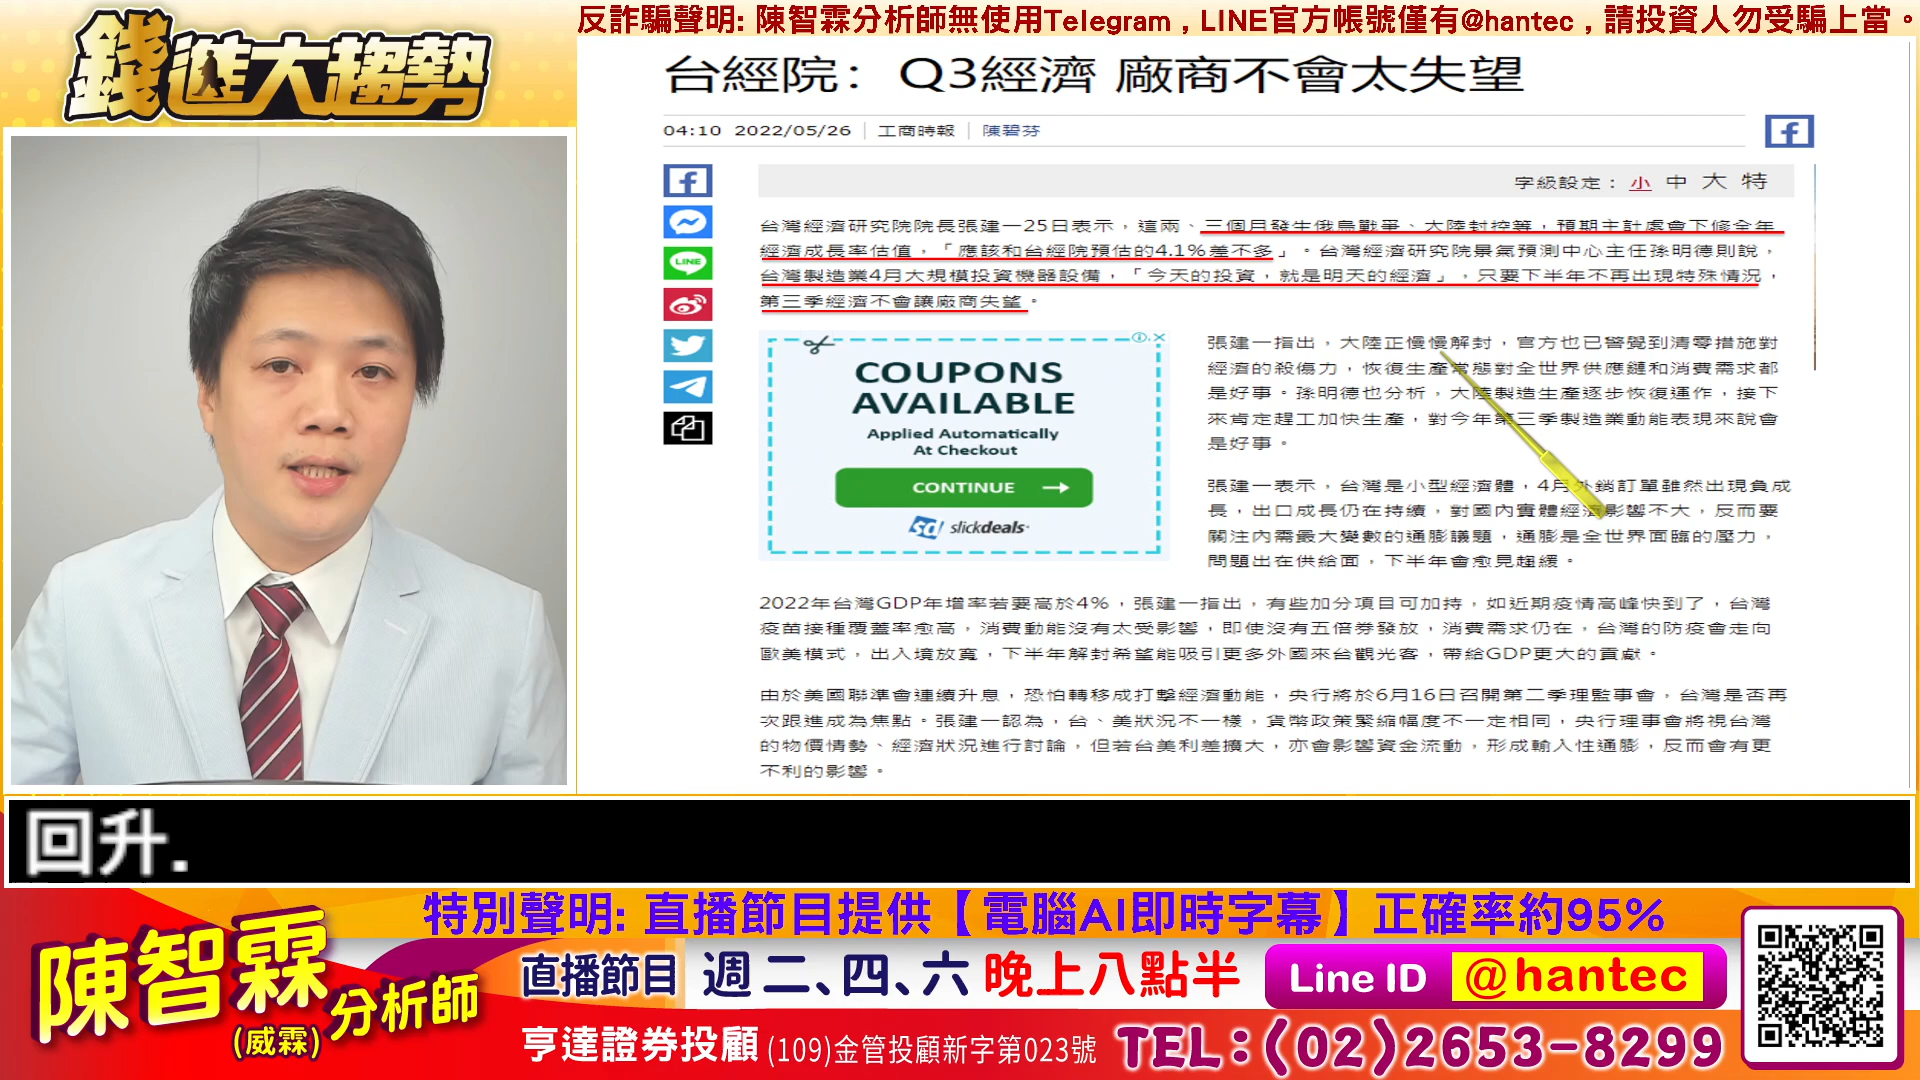 反詐騙聲明: 陳智霖分析師無使用Telegram , LINE官方帳號僅有@hantec , 請投資人勿受騙上當。
錢進大趨勢
台經院：Q3經濟 廠商不會太失望
04:10 2022/05/26 | 工商時報 | 陳碧芬
字級設定： 小 中 大 特
台灣經濟研究院院長張建一25日表示，這兩、三個月發生俄烏戰爭、大陸封控等，預期主計處會下修全年
經濟成長率估值，「應該和台經院預估的4.1%差不多」。台灣經濟研究院景氣預測中心主任孫明德則說，
台灣製造業4月大規模投資機器設備，「今天的投資，就是明天的經濟」，只要下半年不再出現特殊情況，
第三季經濟不會讓廠商失望。
LINE
COUPONS
AVAILABLE
Applied Automatically
At Checkout
CONTINUE →
sd slickdeals
張建一指出，大陸正慢慢解封，官方也已警覺到清零措施對
經濟的殺傷力，恢復生產常態對全世界供應鏈和消費需求都
是好事。孫明德也分析，大陸製造生產逐步恢復運作，接下
來肯定趕工加快生產，對今年第三季製造業動能表現來說會
是好事。
張建一表示，台灣是小型經濟體，4月外銷訂單雖然出現負成
長，出口成長仍在持續，對國內實體經濟影響不大，反而要
關注內需最大變數的通膨議題，通膨是全世界面臨的壓力，
問題出在供給面，下半年會愈見趨緩。
2022年台灣GDP年增率若要高於4%，張建一指出，有些加分項目可加持，如近期疫情高峰快到了，台灣
疫苗接種覆蓋率愈高，消費動能沒有太受影響，即使沒有五倍券發放，消費需求仍在，台灣的防疫會走向
歐美模式，出入境放寬，下半年解封希望能吸引更多外國來台觀光客，帶給GDP更大的貢獻。
由於美國聯準會連續升息，恐怕轉移成打擊經濟動能，央行將於6月16日召開第二季理監事會，台灣是否再
次跟進成為焦點。張建一認為，台、美狀況不一樣，貨幣政策緊縮幅度不一定相同，央行理事會將視台灣
的物價情勢、經濟狀況進行討論，但若台美利差擴大，亦會影響資金流動，形成輸入性通膨，反而會有更
不利的影響。
回升.
特別聲明: 直播節目提供【電腦AI即時字幕】正確率約95%
陳智霖分析師
(威霖)
直播節目 週二、四、六 晚上八點半
Line ID @hantec
亨達證券投顧 (109)金管投顧新字第023號 TEL:(02)2653-8299